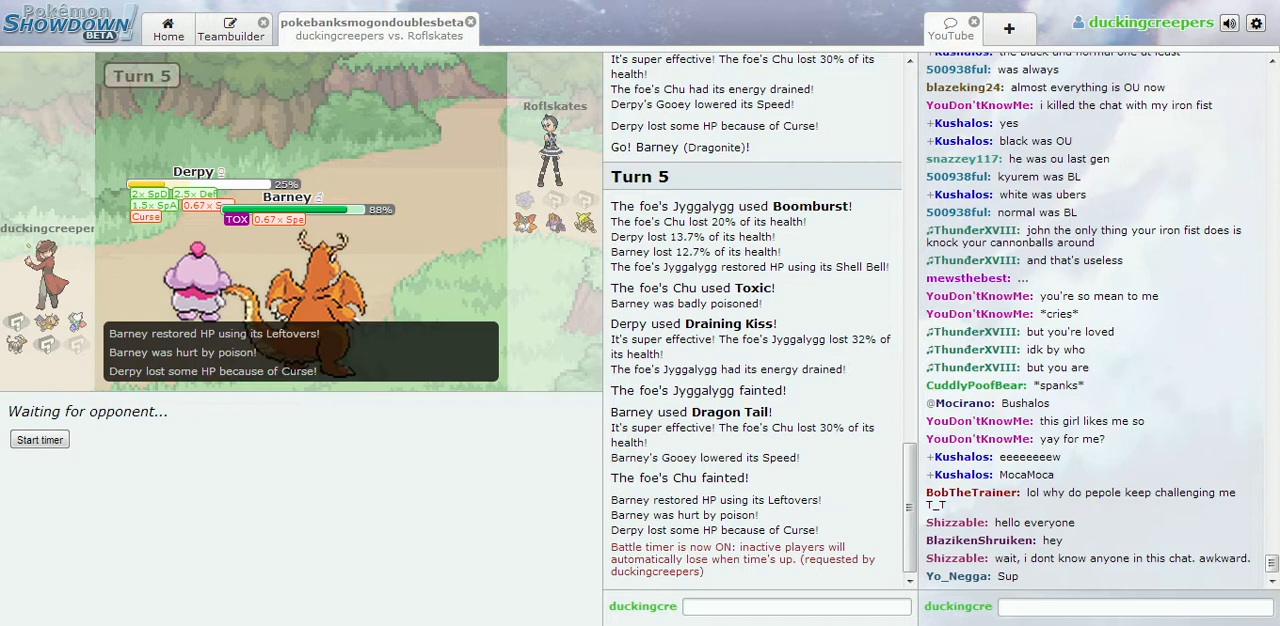 Pokémon
SHOWDOWN!
BETA
Home
Teambuilder
pokebanksmogondoublesbeta
duckingcreepers vs. Roflskates
YouTube
+
duckingcreepers
Turn 5
Roflskates
Derpy
25%
2× SpD 2.5× Def
1.5× SpA 0.67× S
Curse
Barney
88%
TOX 0.67× Spe
duckingcreeper
Barney restored HP using its Leftovers!
Barney was hurt by poison!
Derpy lost some HP because of Curse!
Waiting for opponent...
Start timer
It's super effective! The foe's Chu lost 30% of its
health!
The foe's Chu had its energy drained!
Derpy's Gooey lowered its Speed!
Derpy lost some HP because of Curse!
Go! Barney (Dragonite)!
Turn 5
The foe's Jyggalygg used Boomburst!
The foe's Chu lost 20% of its health!
Derpy lost 13.7% of its health!
Barney lost 12.7% of its health!
The foe's Jyggalygg restored HP using its Shell Bell!
The foe's Chu used Toxic!
Barney was badly poisoned!
Derpy used Draining Kiss!
It's super effective! The foe's Jyggalygg lost 32% of
its health!
The foe's Jyggalygg had its energy drained!
The foe's Jyggalygg fainted!
Barney used Dragon Tail!
It's super effective! The foe's Chu lost 30% of its
health!
Barney's Gooey lowered its Speed!
The foe's Chu fainted!
Barney restored HP using its Leftovers!
Barney was hurt by poison!
Derpy lost some HP because of Curse!
Battle timer is now ON: inactive players will
automatically lose when time's up. (requested by
duckingcreepers)
duckingcre
+Kushalos: the black and normal one at least
500938ful: was always
blazeking24: almost everything is OU now
YouDon'tKnowMe: i killed the chat with my iron fist
+Kushalos: yes
+Kushalos: black was OU
snazzey117: he was ou last gen
500938ful: kyurem was BL
+Kushalos: white was ubers
500938ful: normal was BL
♫ThunđerXVIII: john the only thing your iron fist does is
knock your cannonballs around
♫ThunđerXVIII: and that's useless
mewsthebest: ...
YouDon'tKnowMe: you're so mean to me
YouDon'tKnowMe: *cries*
♫ThunđerXVIII: but you're loved
♫ThunđerXVIII: idk by who
♫ThunđerXVIII: but you are
CuddlyPoofBear: *spanks*
@Mocirano: Bushalos
YouDon'tKnowMe: this girl likes me so
YouDon'tKnowMe: yay for me?
+Kushalos: eeeeeeeew
+Kushalos: MocaMoca
BobTheTrainer: lol why do pepole keep challenging me
T_T
Shizzable: hello everyone
BlazikenShruiken: hey
Shizzable: wait, i dont know anyone in this chat. awkward.
Yo_Negga: Sup
duckingcre